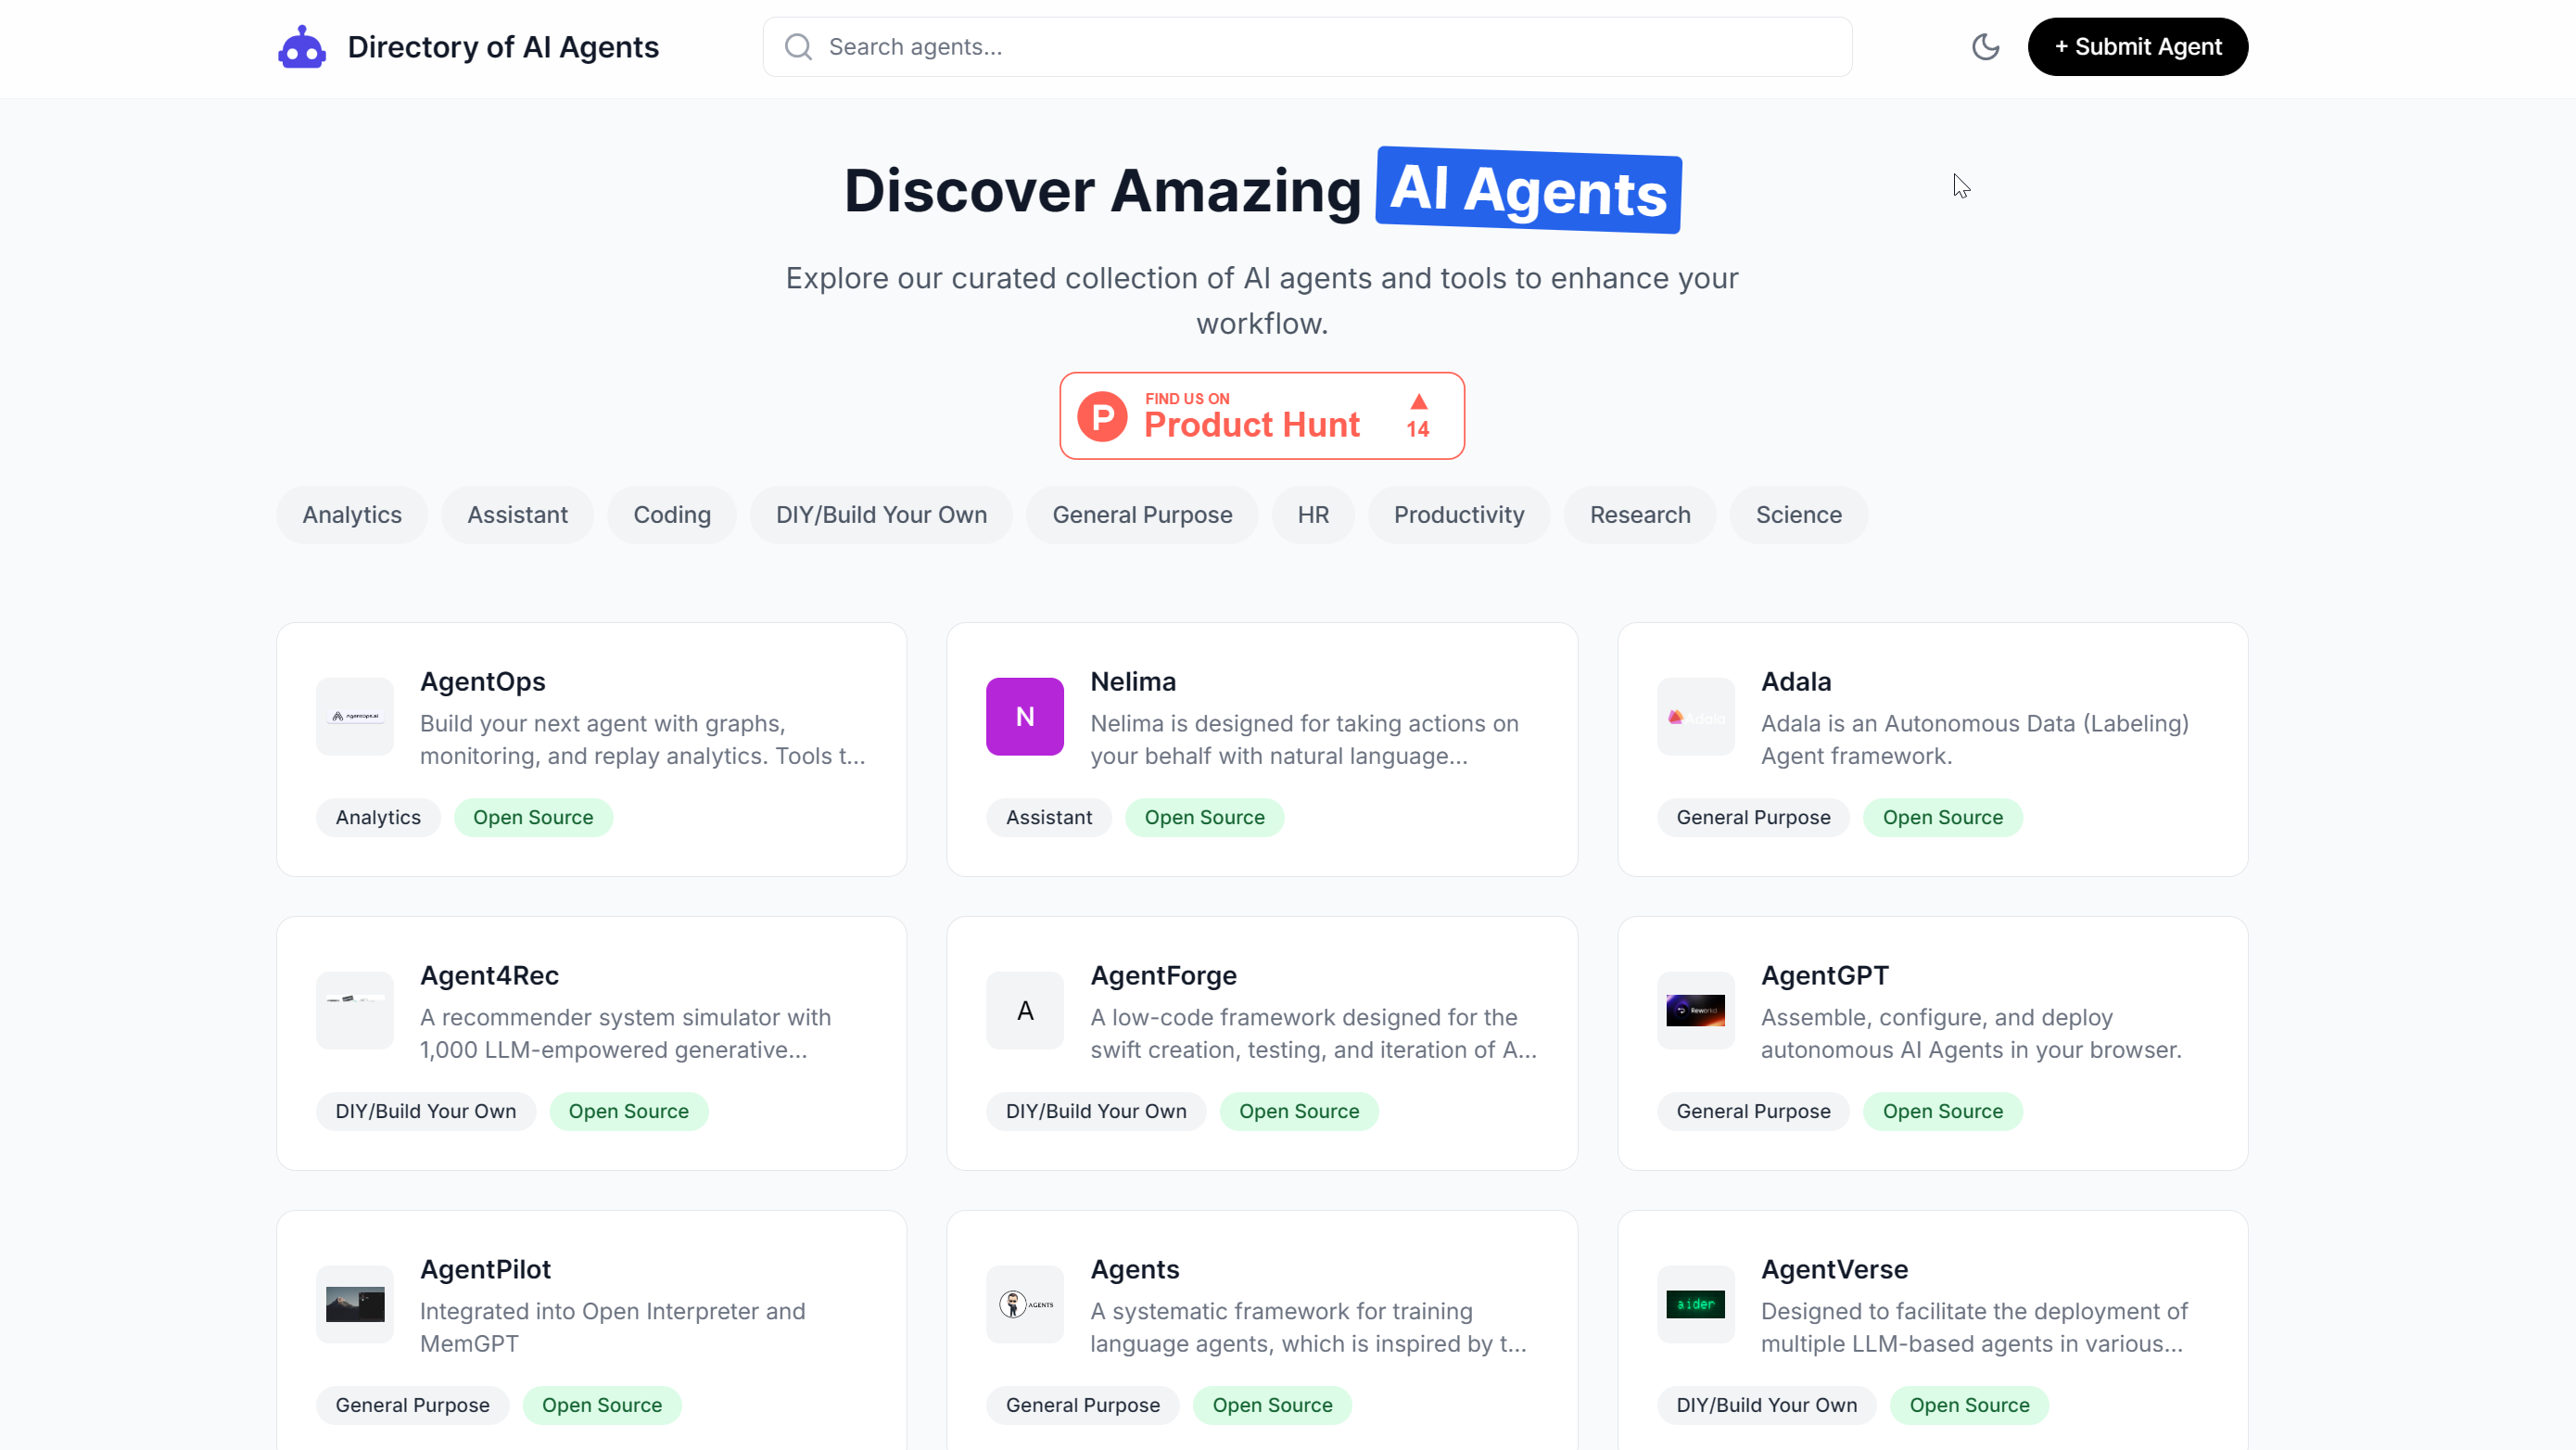 Directory of AI Agents
Search agents...
+ Submit Agent
Discover Amazing AI Agents
Explore our curated collection of AI agents and tools to enhance your
workflow.
P
FIND US ON
Product Hunt
14
Analytics
Assistant
Coding
DIY/Build Your Own
General Purpose
HR
Productivity
Research
Science
agentops.ai
AgentOps
Build your next agent with graphs,
monitoring, and replay analytics. Tools t...
Analytics
Open Source
N
Nelima
Nelima is designed for taking actions on
your behalf with natural language...
Assistant
Open Source
Adala
Adala
Adala is an Autonomous Data (Labeling)
Agent framework.
General Purpose
Open Source
Agent4Rec
A recommender system simulator with
1,000 LLM-empowered generative...
DIY/Build Your Own
Open Source
A
AgentForge
A low-code framework designed for the
swift creation, testing, and iteration of A...
DIY/Build Your Own
Open Source
Reworkd
AgentGPT
Assemble, configure, and deploy
autonomous AI Agents in your browser.
General Purpose
Open Source
AgentPilot
Integrated into Open Interpreter and
MemGPT
General Purpose
Open Source
AGENTS
Agents
A systematic framework for training
language agents, which is inspired by t...
General Purpose
Open Source
aider
AgentVerse
Designed to facilitate the deployment of
multiple LLM-based agents in various...
DIY/Build Your Own
Open Source